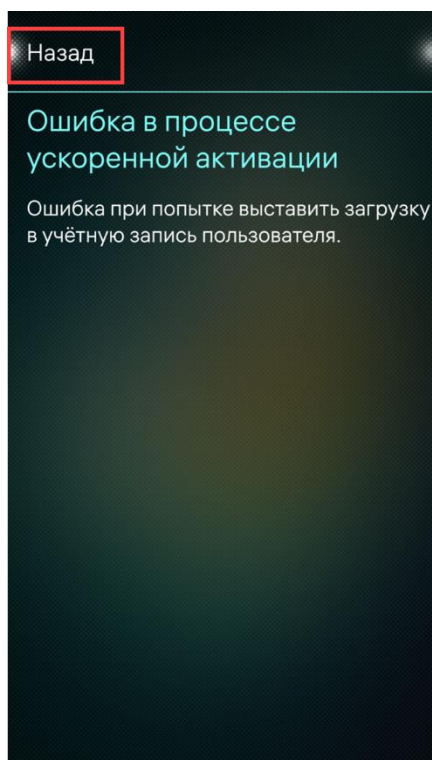 Назад
Ошибка в процессе
ускоренной активации
Ошибка при попытке выставить загрузку
в учётную запись пользователя.